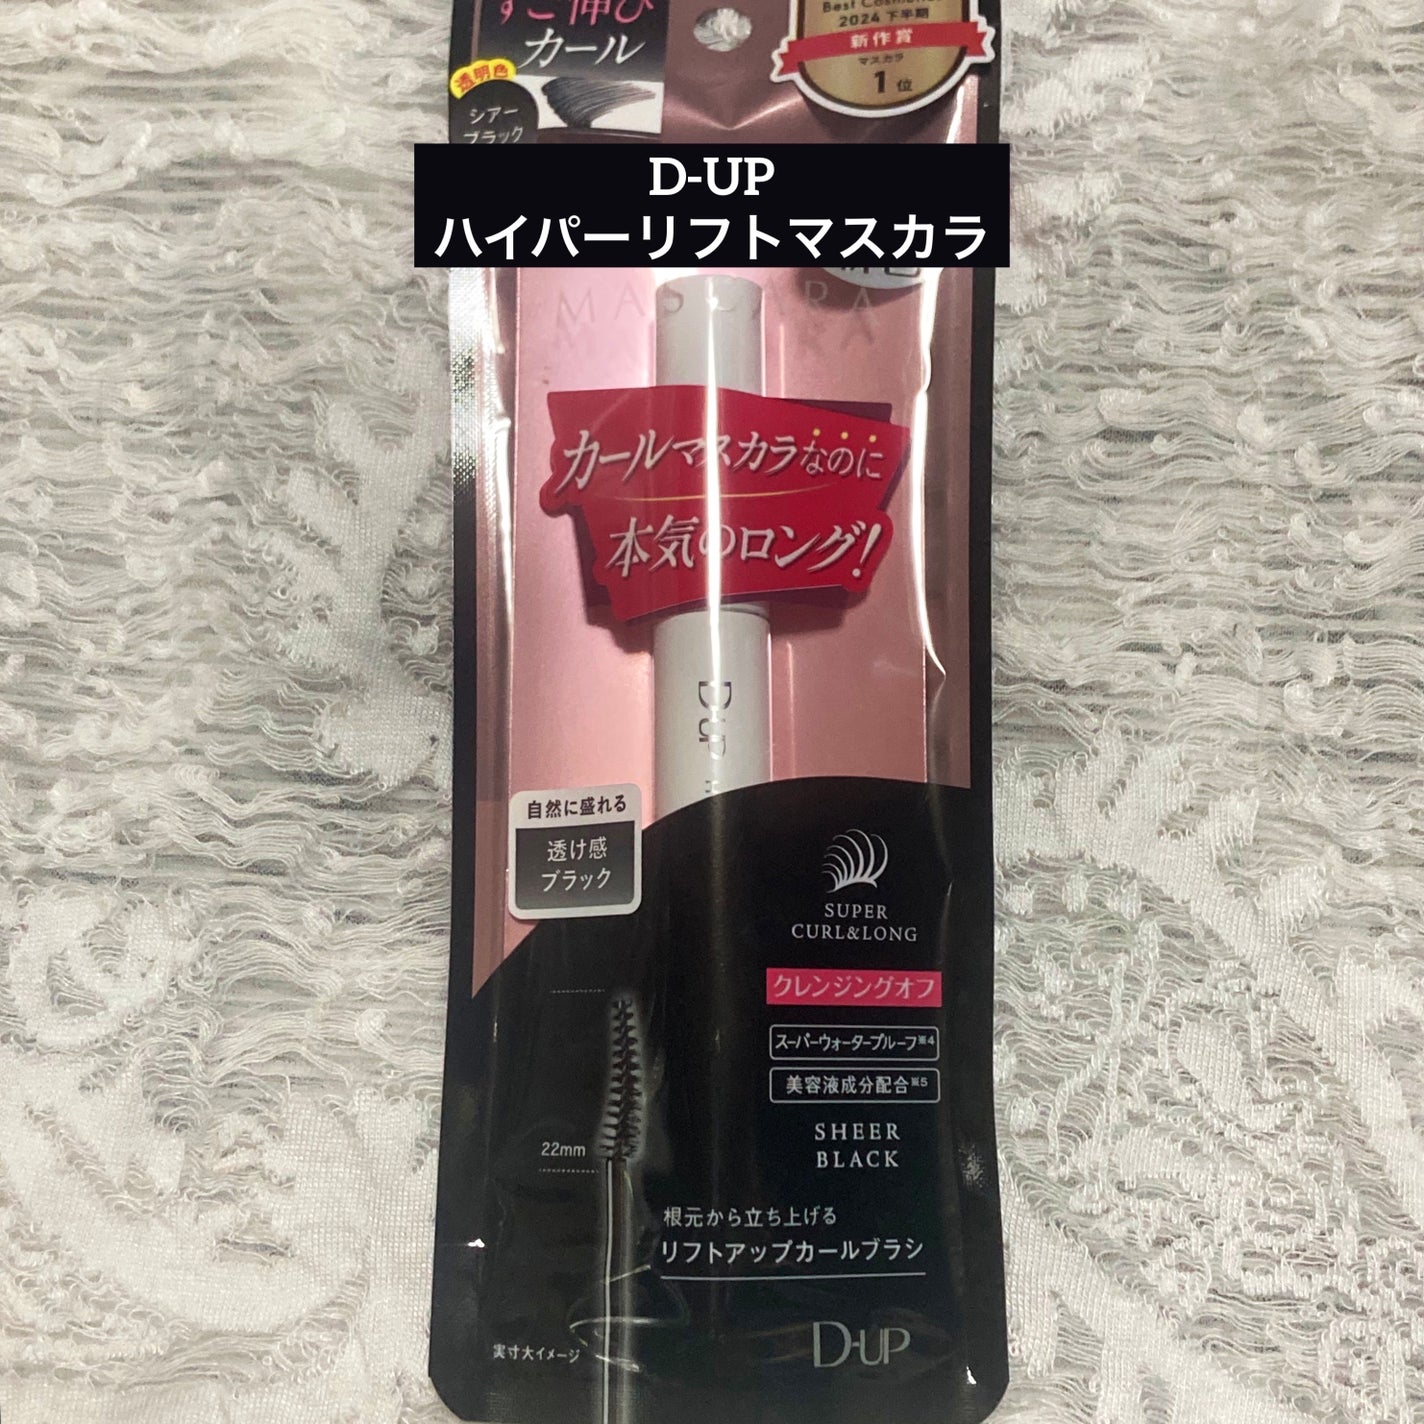 すご伸び
カール
透明色
シアー
ブラック
Best Cosmetics
2024 下半期
新作賞
マスカラ
1位
D-UP
ハイパーリフトマスカラ
MASCARA
カールマスカラなのに
本気のロング!
D-UP H
自然に盛れる
透け感
ブラック
SUPER
CURL&LONG
クレンジングオフ
スーパーウォータープルーフ※4
美容液成分配合※5
SHEER
BLACK
22mm
根元から立ち上げる
リフトアップカールブラシ
実寸大イメージ
D-UP